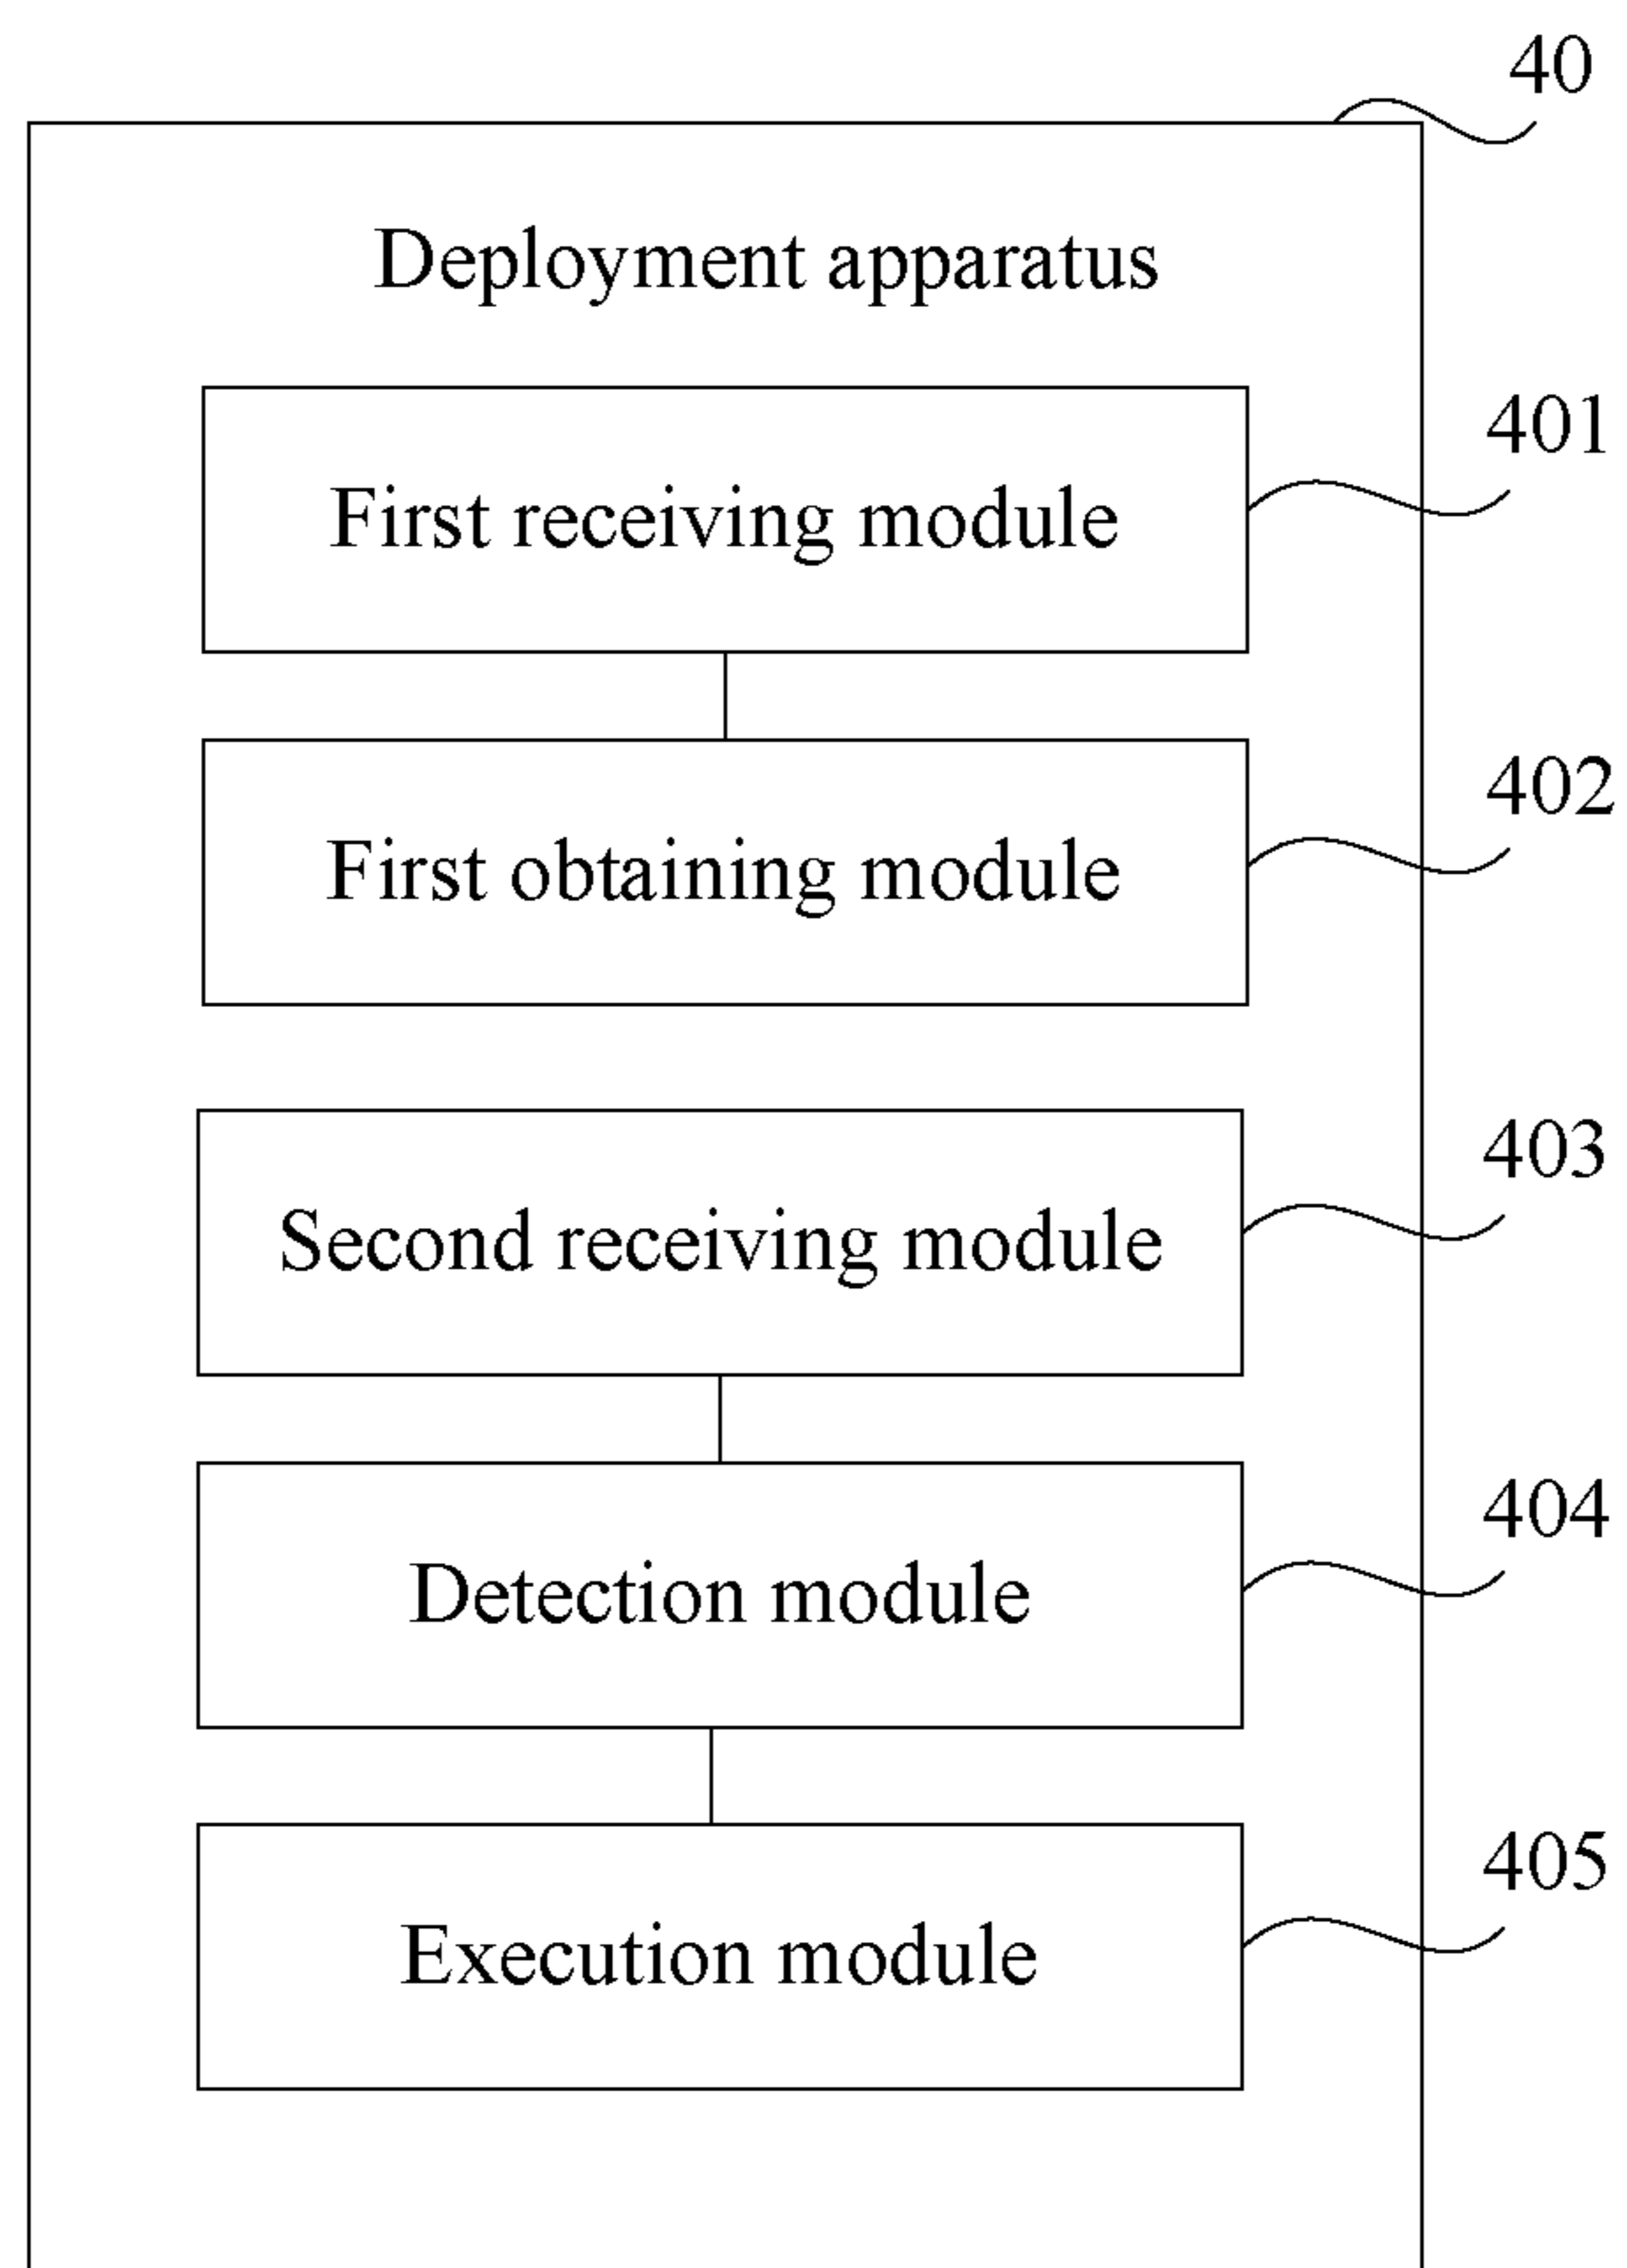 40
Deployment apparatus
401
First receiving module
402
First obtaining module
403
Second receiving module
404
Detection module
405
Execution module